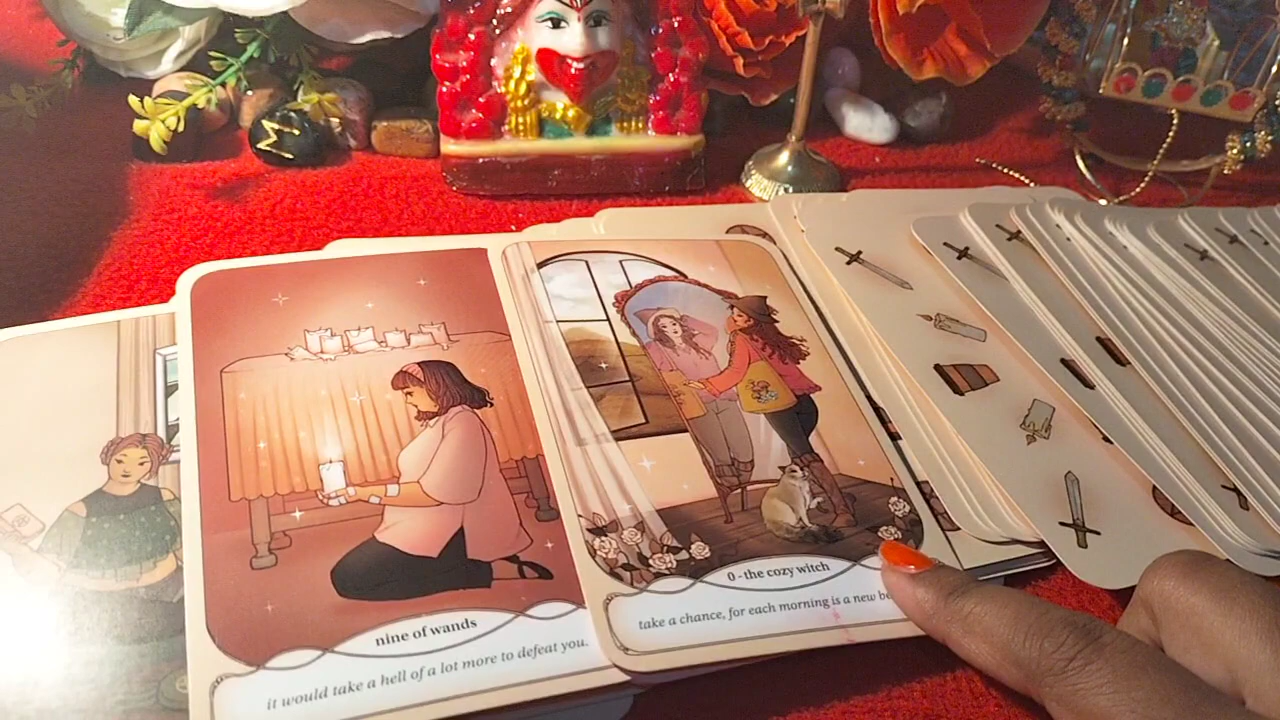 nine of wands
it would take a hell of a lot more to defeat you.
0 - the cozy witch
take a chance, for each morning is a new